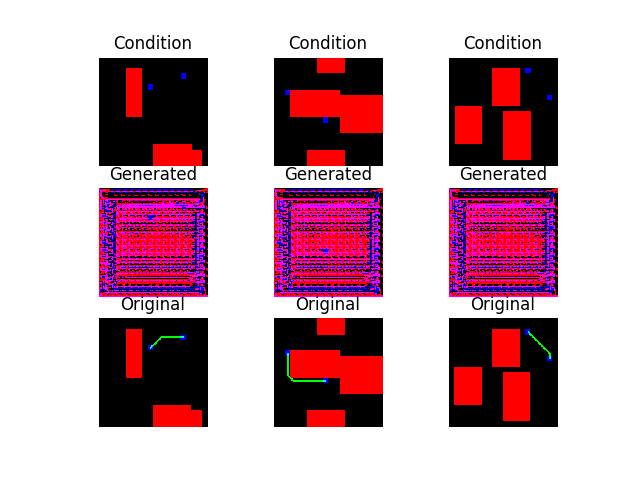 Condition Condition Condition
Generated Generated Generated
Original Original Original